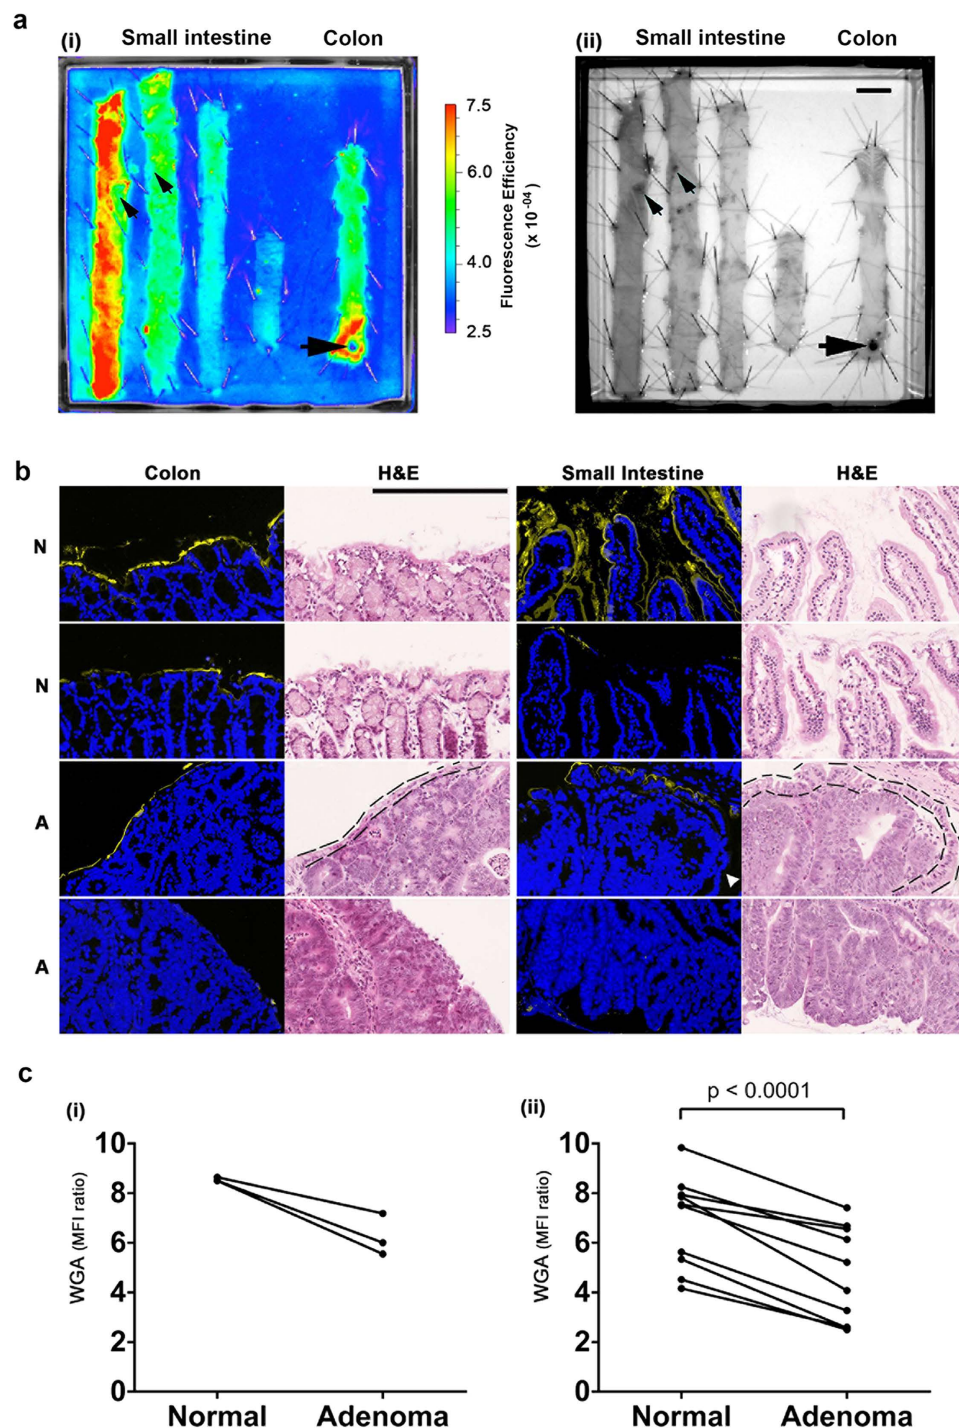 a
(i) Small intestine Colon
(ii) Small intestine Colon
7.5
6.0
4.0
2.5
Fluorescence Efficiency
(x 10 -04)
b
Colon H&E Small Intestine H&E
N
N
A
A
c
(i)
WGA (MFI ratio)
10
8
6
4
2
0
Normal Adenoma
(ii)
p < 0.0001
WGA (MFI ratio)
10
8
6
4
2
0
Normal Adenoma